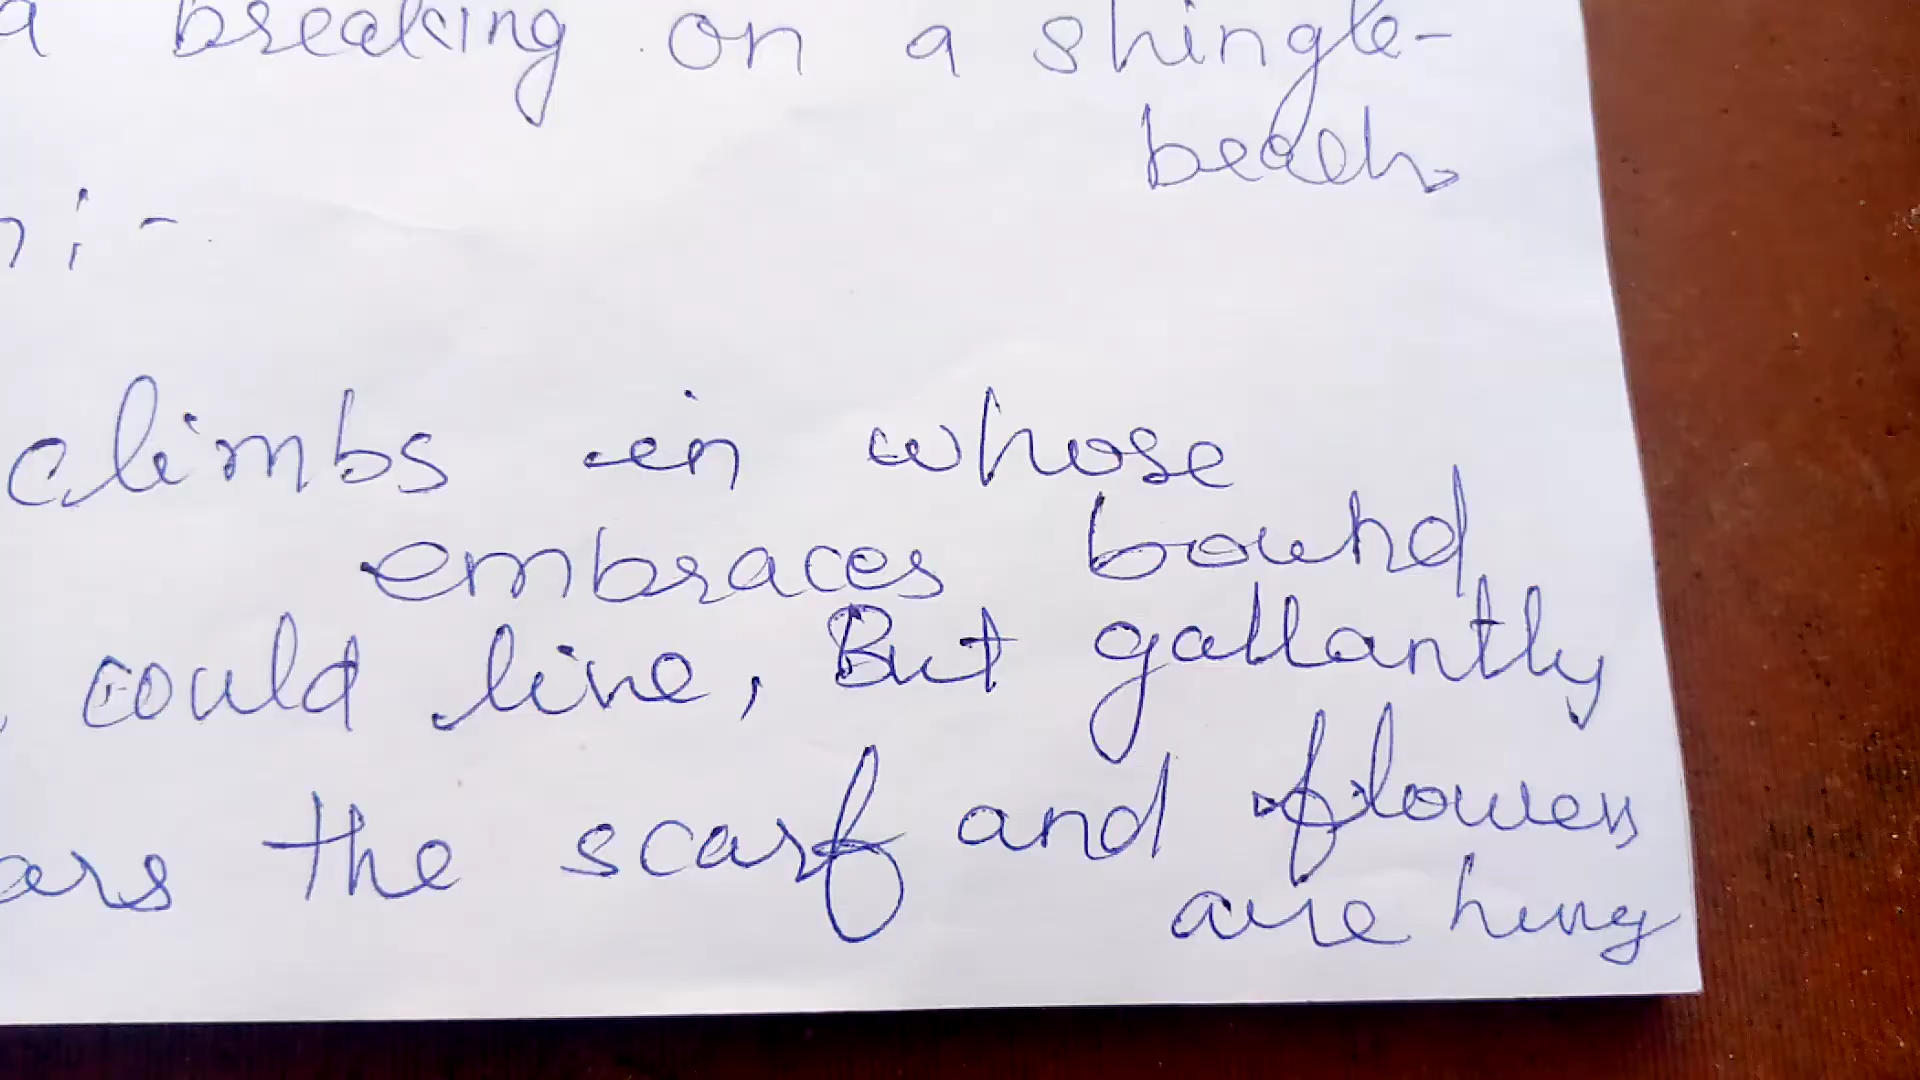 a breaking on a shingle-
beach
n; -
climbs in whose
embraces bound
could live, But gallantly
ars the scarf and flowers
are hung